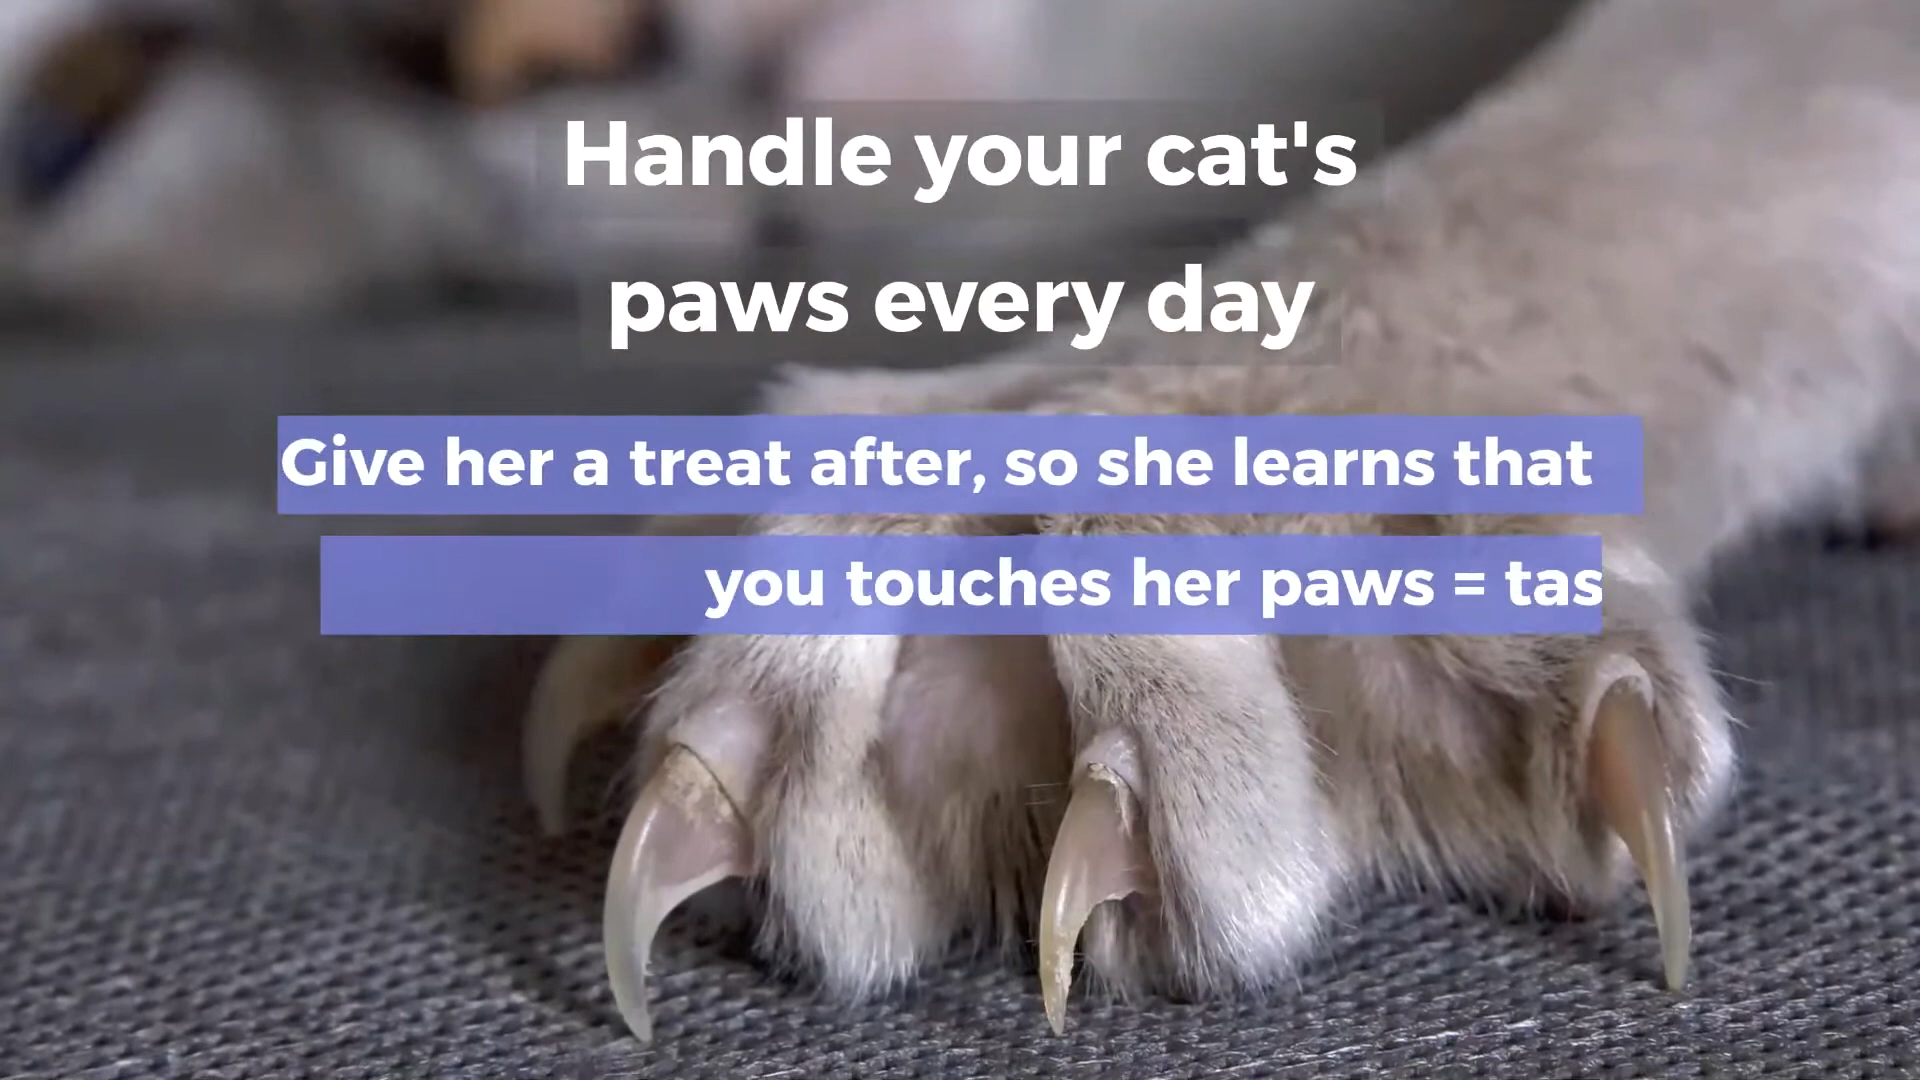 Handle your cat's
paws every day
Give her a treat after, so she learns that
you touches her paws = tas